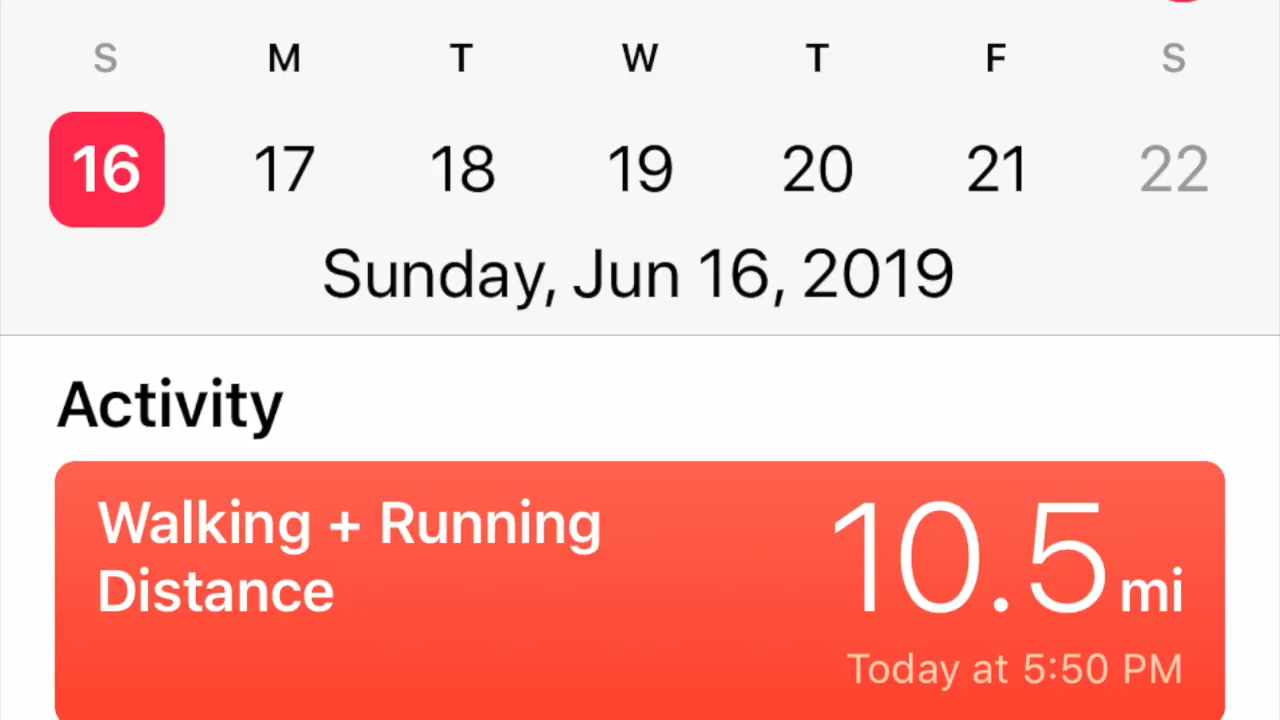 S M T W T F S
16 17 18 19 20 21 22
Sunday, Jun 16, 2019
Activity
Walking + Running
Distance
10.5 mi
Today at 5:50 PM